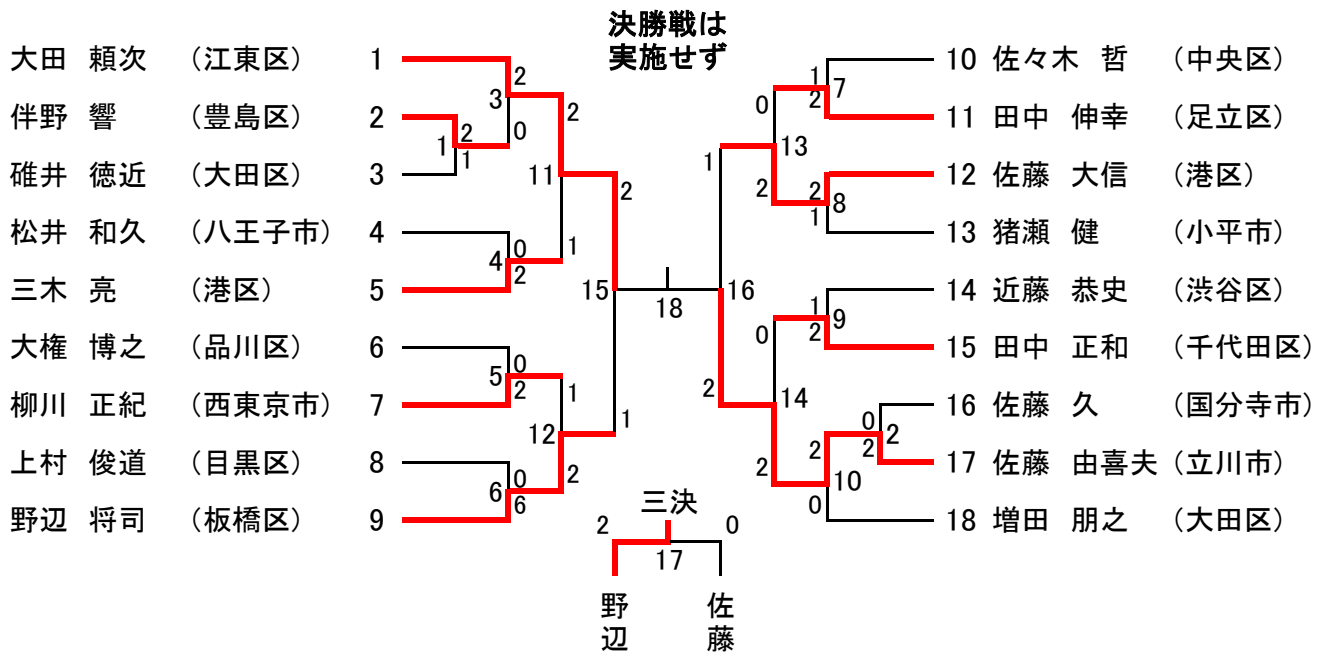 決勝戦は
実施せず
大田 頼次 （江東区） 1
伴野 響 （豊島区） 2
碓井 徳近 （大田区） 3
松井 和久 （八王子市） 4
三木 亮 （港区） 5
大権 博之 （品川区） 6
柳川 正紀 （西東京市） 7
上村 俊道 （目黒区） 8
野辺 将司 （板橋区） 9
2
3
0
2
1
1
2
11
1
0
4
2
2
15
1
0
5
2
1
12
2
0
6
6
18
10 佐々木 哲 （中央区）
11 田中 伸幸 （足立区）
12 佐藤 大信 （港区）
13 猪瀬 健 （小平市）
14 近藤 恭史 （渋谷区）
15 田中 正和 （千代田区）
16 佐藤 久 （国分寺市）
17 佐藤 由喜夫 （立川市）
18 増田 朋之 （大田区）
1
7
2
0
13
2
2
8
1
1
16
2
1
9
2
0
14
2
0
2
2
2
10
0
三決
2
0
17
野辺
佐藤